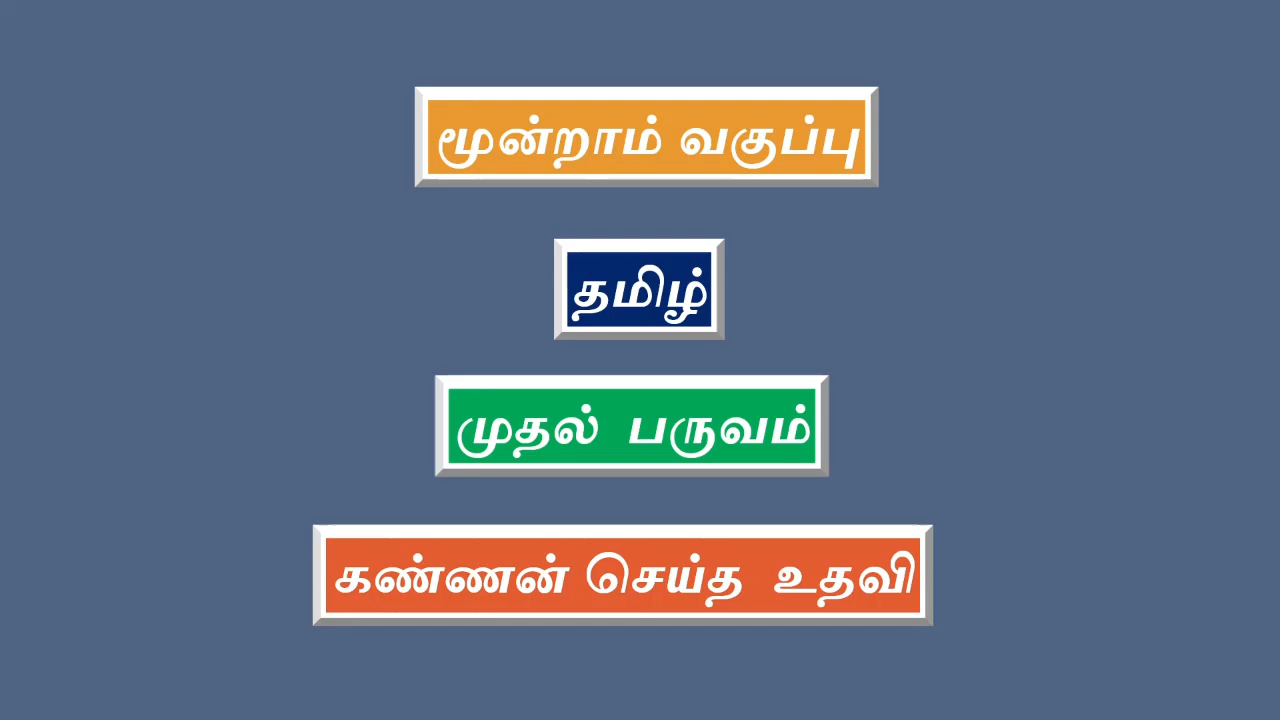 மூன்றாம் வகுப்பு
தமிழ்
முதல் பருவம்
கண்ணன் செய்த உதவி